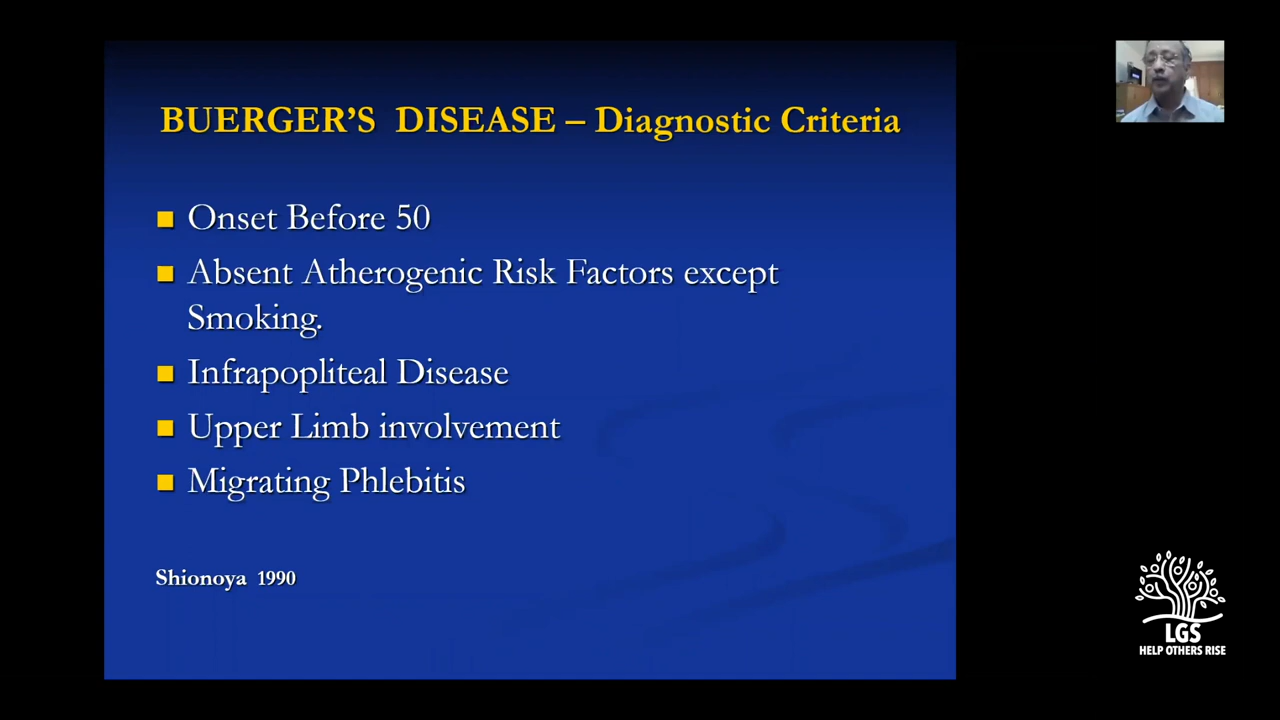 BUERGER’S DISEASE – Diagnostic Criteria
Onset Before 50
Absent Atherogenic Risk Factors except
Smoking.
Infrapopliteal Disease
Upper Limb involvement
Migrating Phlebitis
Shionoya 1990
LGS
HELP OTHERS RISE